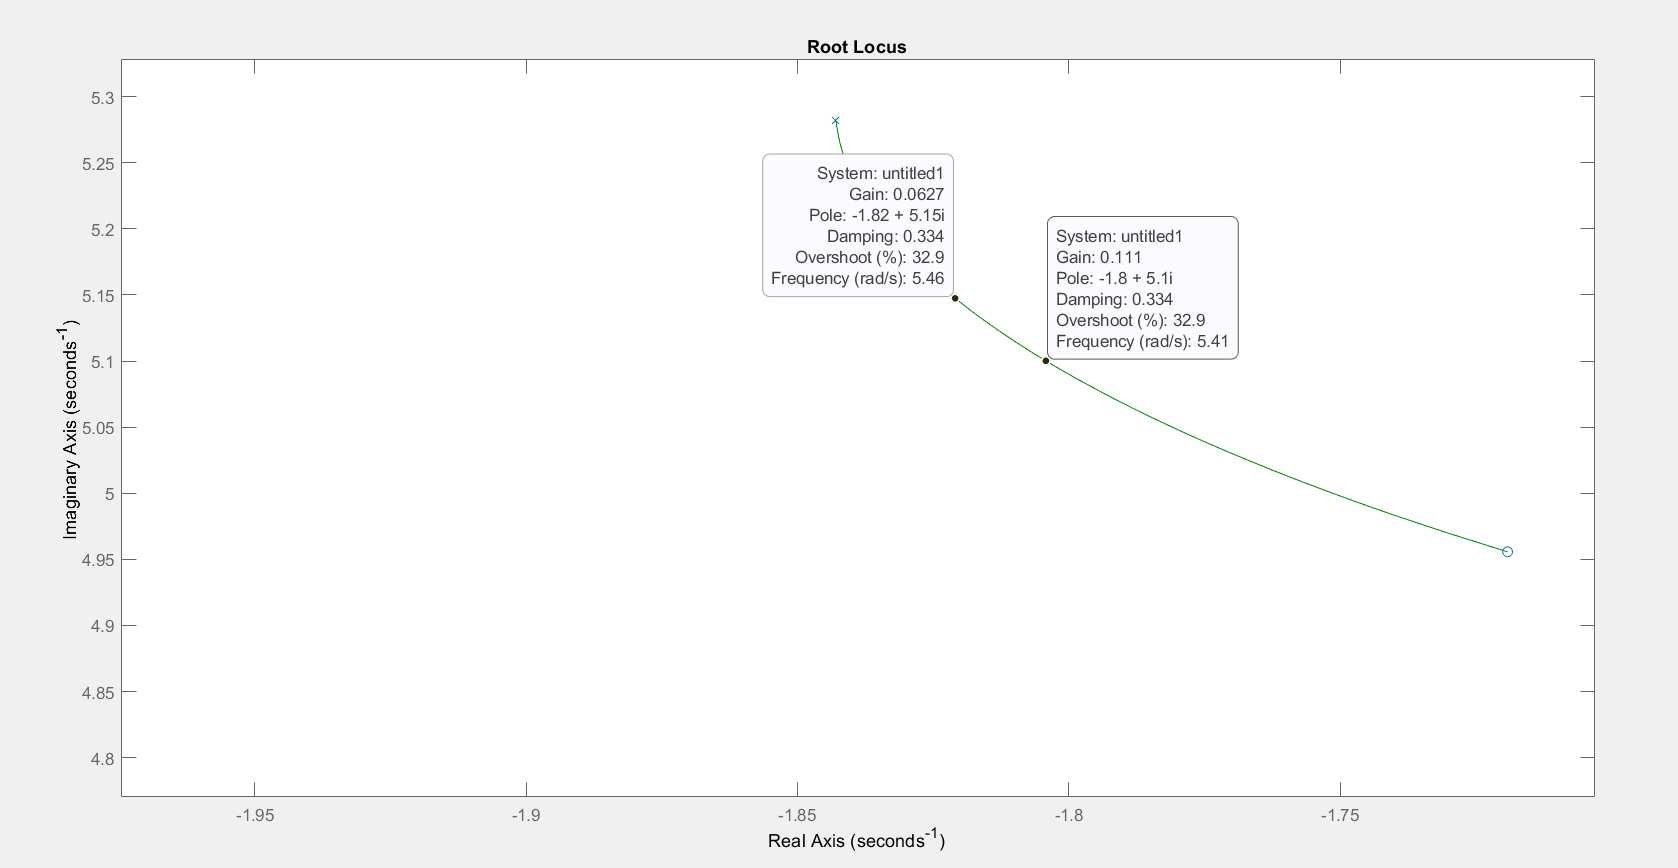 Root Locus
5.3
5.25
5.2
5.15
5.1
5.05
5
4.95
4.9
4.85
4.8
Imaginary Axis (seconds-1)
System: untitled1
Gain: 0.0627
Pole: -1.82 + 5.15i
Damping: 0.334
Overshoot (%): 32.9
Frequency (rad/s): 5.46
System: untitled1
Gain: 0.111
Pole: -1.8 + 5.1i
Damping: 0.334
Overshoot (%): 32.9
Frequency (rad/s): 5.41
-1.95 -1.9 -1.85 -1.8 -1.75
Real Axis (seconds-1)